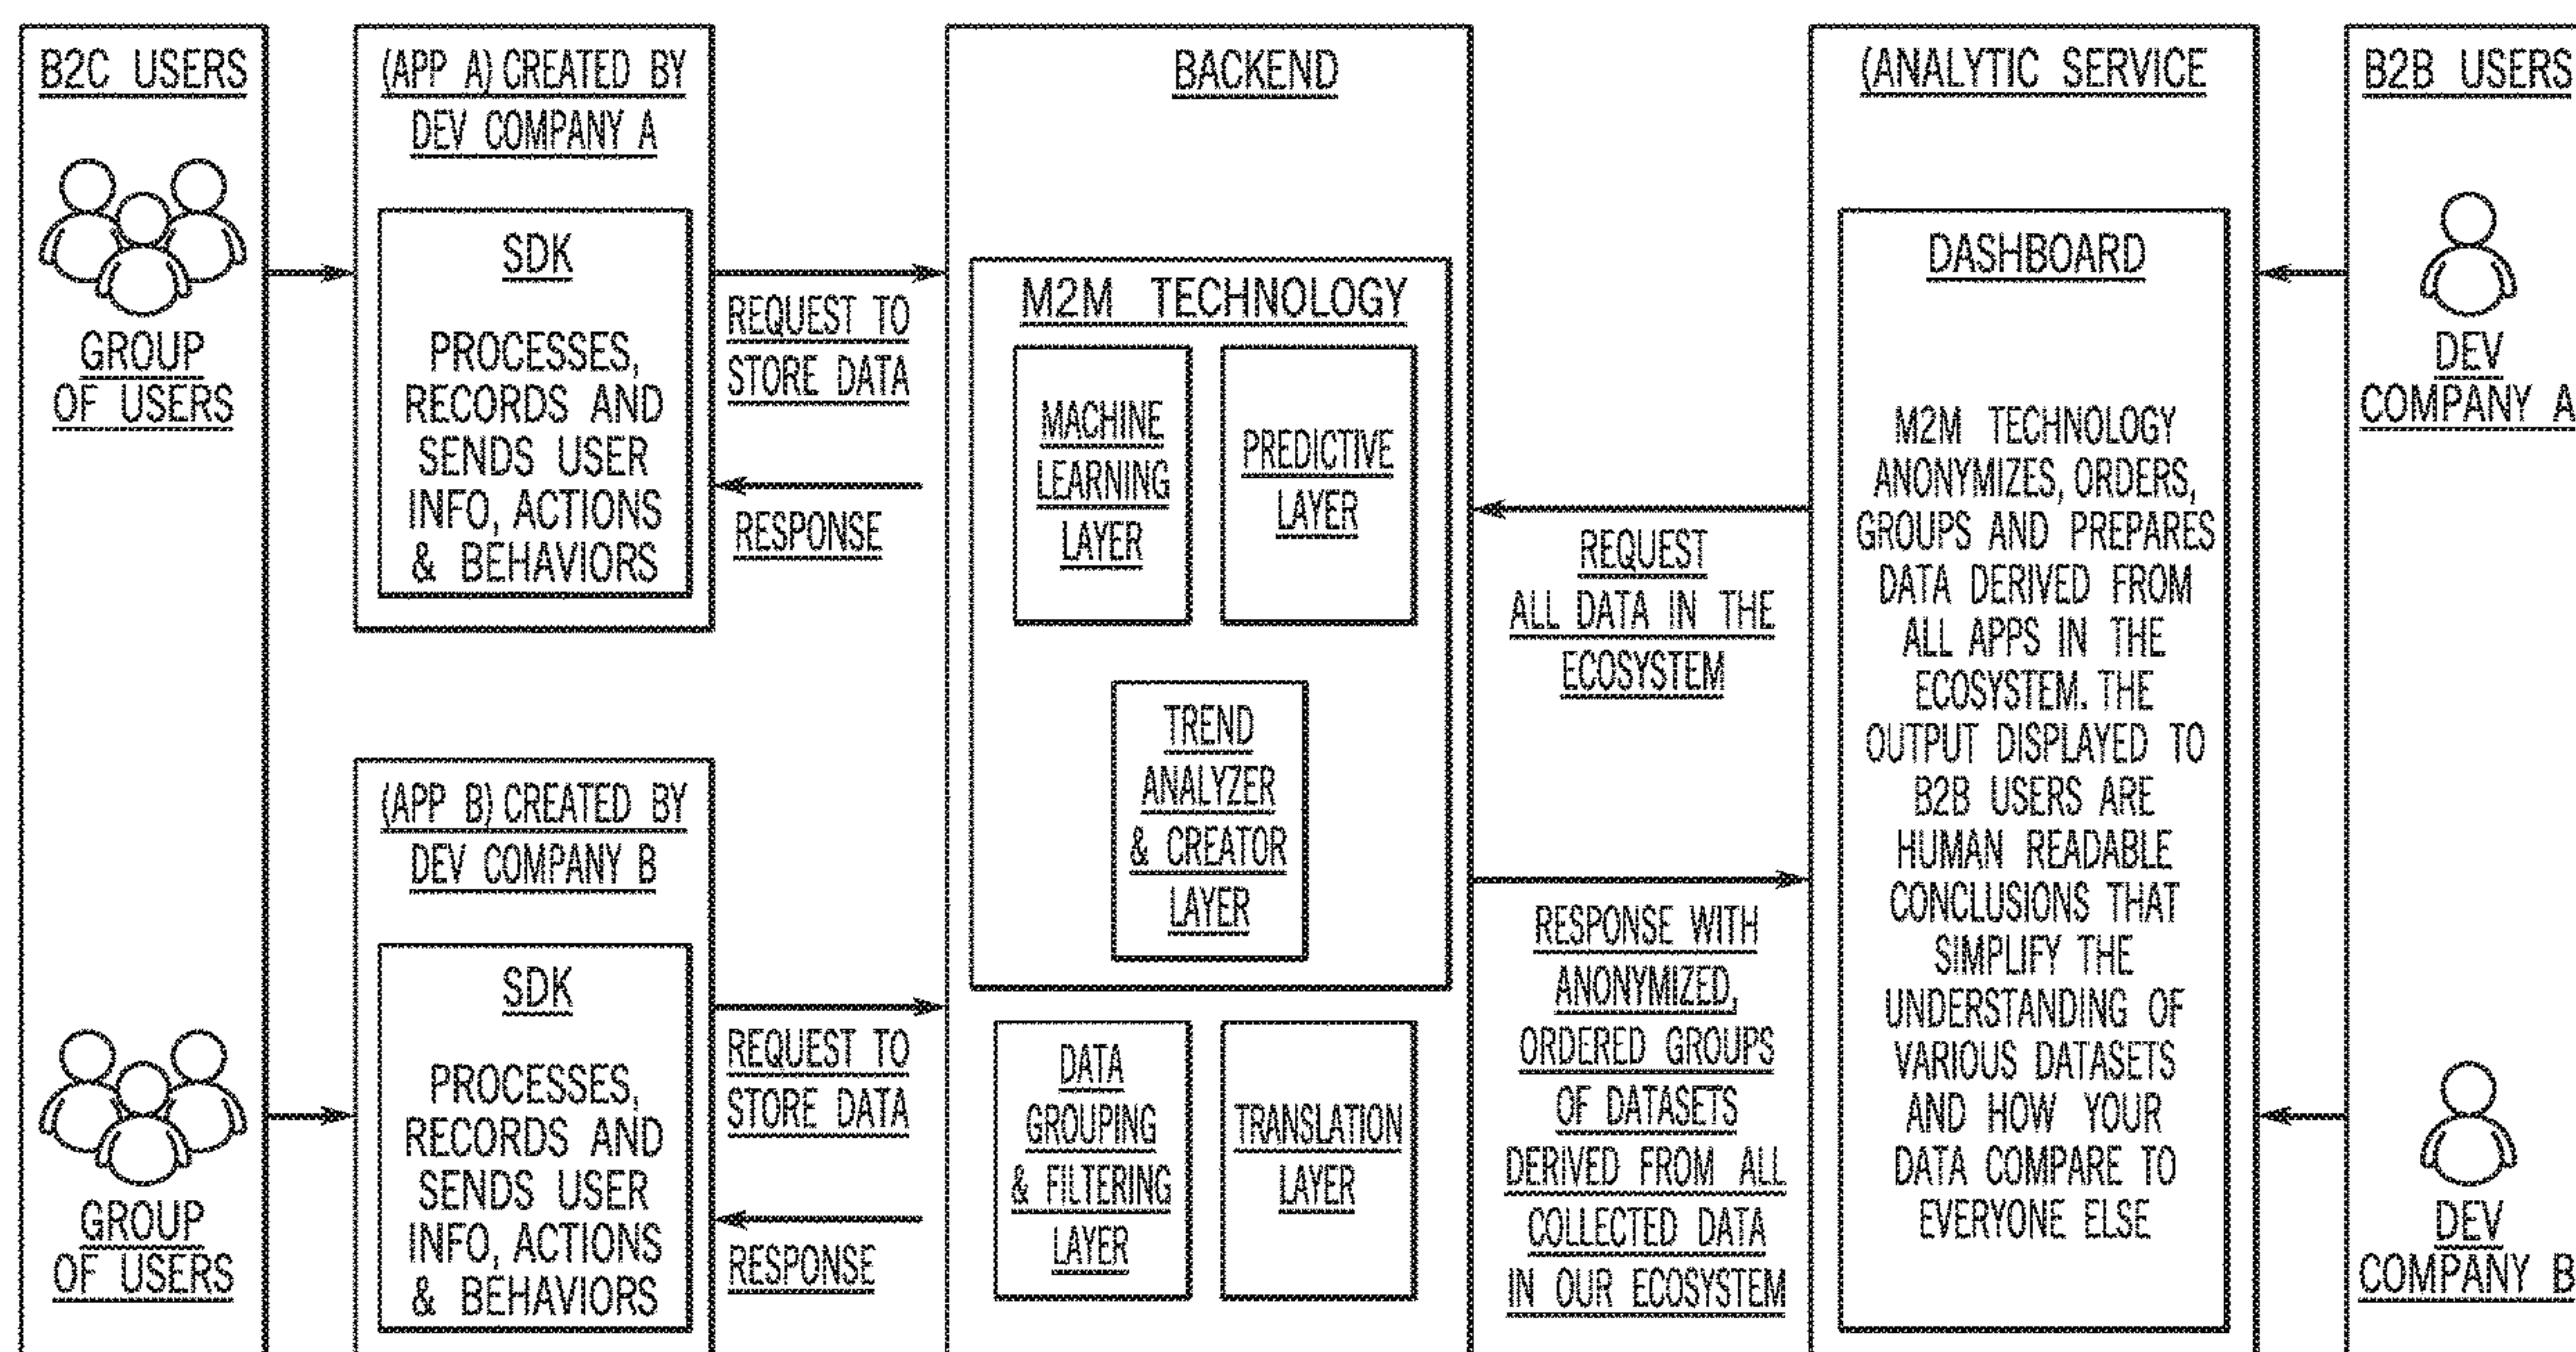 B2C USERS
GROUP
OF USERS
GROUP
OF USERS
(APP A) CREATED BY
DEV COMPANY A
SDK
PROCESSES,
RECORDS AND
SENDS USER
INFO, ACTIONS
& BEHAVIORS
(APP B) CREATED BY
DEV COMPANY B
SDK
PROCESSES,
RECORDS AND
SENDS USER
INFO, ACTIONS
& BEHAVIORS
REQUEST TO
STORE DATA
RESPONSE
REQUEST TO
STORE DATA
RESPONSE
BACKEND
M2M TECHNOLOGY
MACHINE
LEARNING
LAYER
PREDICTIVE
LAYER
TREND
ANALYZER
& CREATOR
LAYER
DATA
GROUPING
& FILTERING
LAYER
TRANSLATION
LAYER
REQUEST
ALL DATA IN THE
ECOSYSTEM
RESPONSE WITH
ANONYMIZED,
ORDERED GROUPS
OF DATASETS
DERIVED FROM ALL
COLLECTED DATA
IN OUR ECOSYSTEM
(ANALYTIC SERVICE
DASHBOARD
M2M TECHNOLOGY
ANONYMIZES, ORDERS,
GROUPS AND PREPARES
DATA DERIVED FROM
ALL APPS IN THE
ECOSYSTEM. THE
OUTPUT DISPLAYED TO
B2B USERS ARE
HUMAN READABLE
CONCLUSIONS THAT
SIMPLIFY THE
UNDERSTANDING OF
VARIOUS DATASETS
AND HOW YOUR
DATA COMPARE TO
EVERYONE ELSE
B2B USERS
DEV
COMPANY A
DEV
COMPANY B